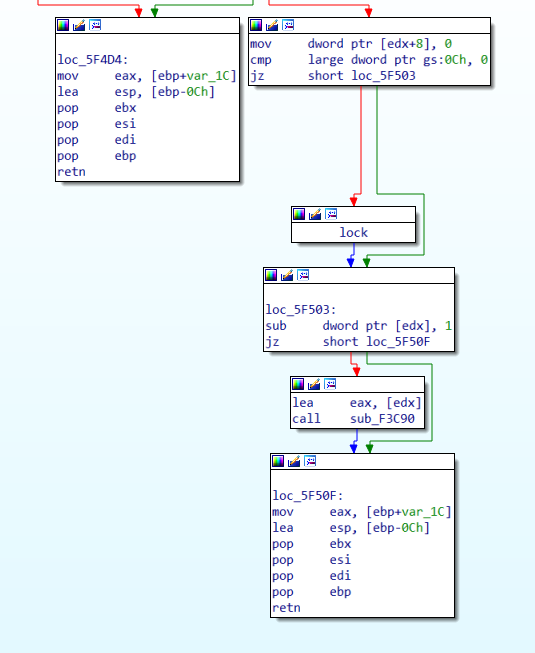 loc_5F4D4:
mov eax, [ebp+var_1C]
lea esp, [ebp-0Ch]
pop ebx
pop esi
pop edi
pop ebp
retn
mov dword ptr [edx+8], 0
cmp large dword ptr gs:0Ch, 0
jz short loc_5F503
lock
loc_5F503:
sub dword ptr [edx], 1
jz short loc_5F50F
lea eax, [edx]
call sub_F3C90
loc_5F50F:
mov eax, [ebp+var_1C]
lea esp, [ebp-0Ch]
pop ebx
pop esi
pop edi
pop ebp
retn